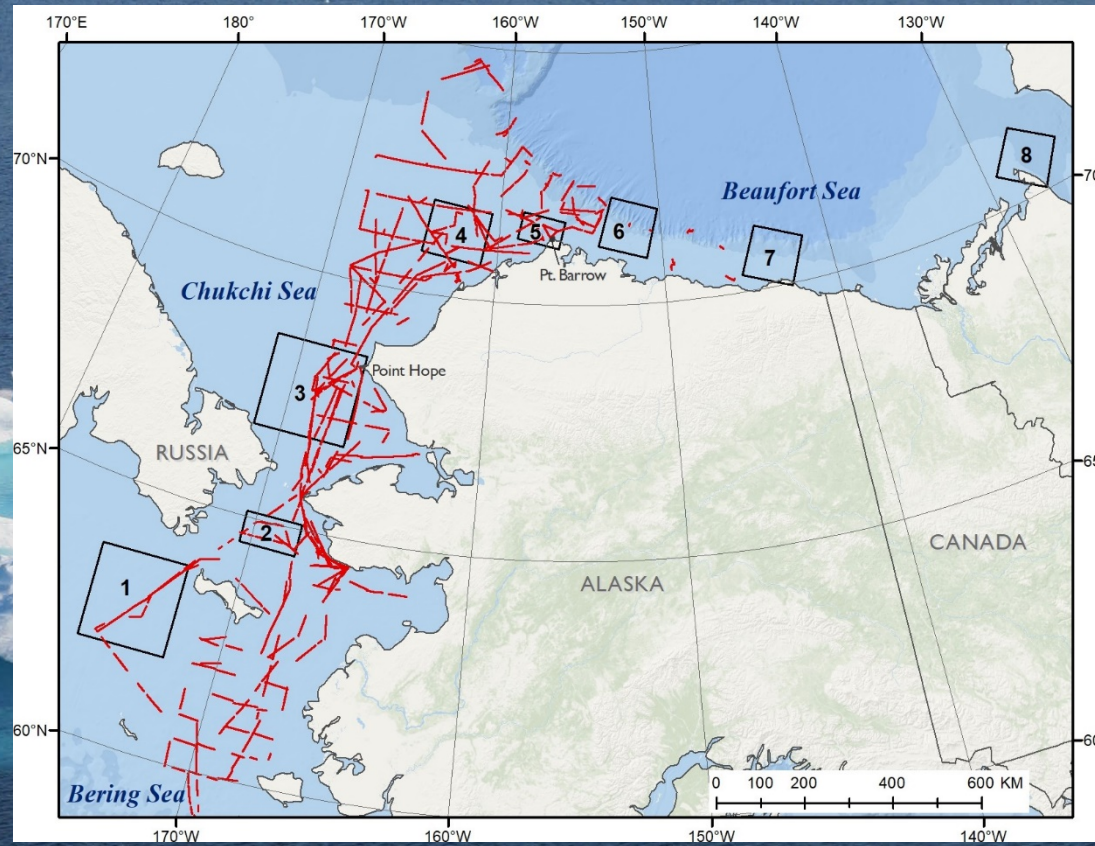 170°E 180° 170°W 160°W 150°W 140°W 130°W
8
70°N 70
Beaufort Sea
4 5 6
7
Pt. Barrow
Chukchi Sea
Point Hope
3
65°N RUSSIA 65
2
CANADA
1
ALASKA
60°N 60
0 100 200 400 600 KM
Bering Sea
170°W 160°W 150°W 140°W